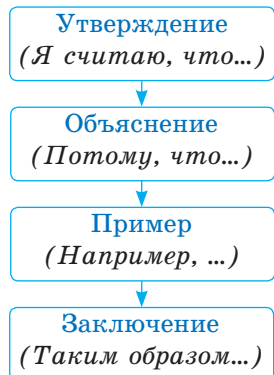 Утверждение
(Я считаю, что...)
Объяснение
(Потому, что...)
Пример
(Например, ...)
Заключение
(Таким образом...)